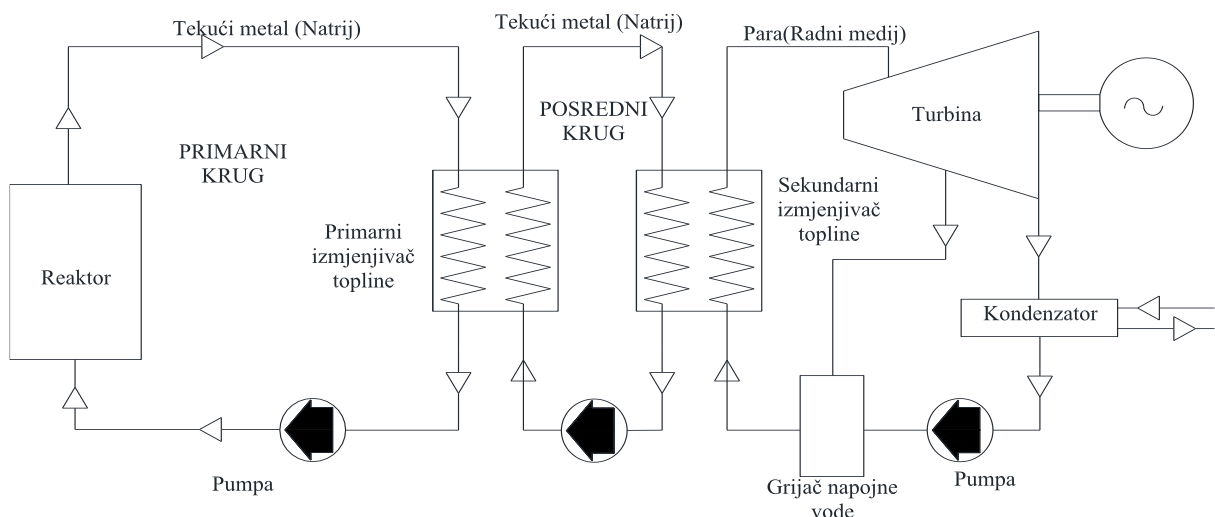 Tekući metal (Natrij)
Tekući metal (Natrij)
Para(Radni medij)
PRIMARNI
KRUG
POSREDNI
KRUG
Turbina
Reaktor
Primarni
izmjenjivač
topline
Sekundarni
izmjenjivač
topline
Kondenzator
Pumpa
Grijač napojne
vode
Pumpa